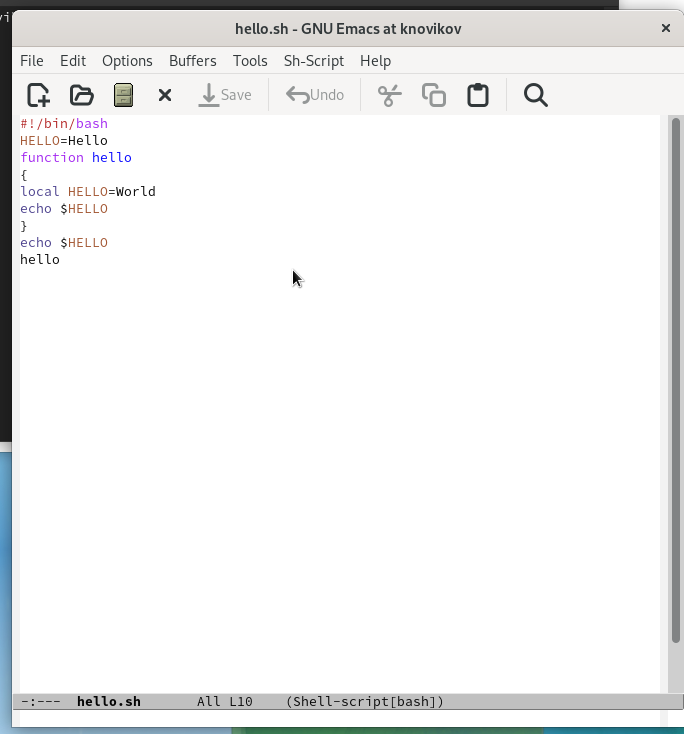 hello.sh - GNU Emacs at knovikov
File Edit Options Buffers Tools Sh-Script Help
Save Undo
#!/bin/bash
HELLO=Hello
function hello
{
local HELLO=World
echo $HELLO
}
echo $HELLO
hello
-:--- hello.sh All L10 (Shell-script[bash])